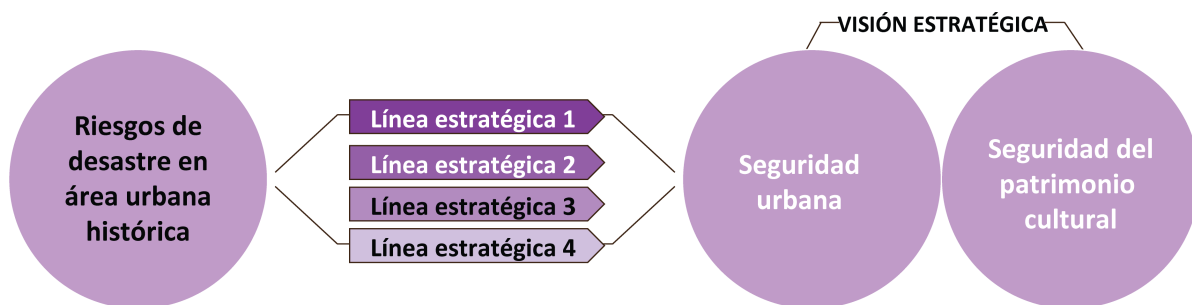 VISIÓN ESTRATÉGICA
Riesgos de
desastre en
área urbana
histórica
Línea estratégica 1
Línea estratégica 2
Línea estratégica 3
Línea estratégica 4
Seguridad
urbana
Seguridad del
patrimonio
cultural